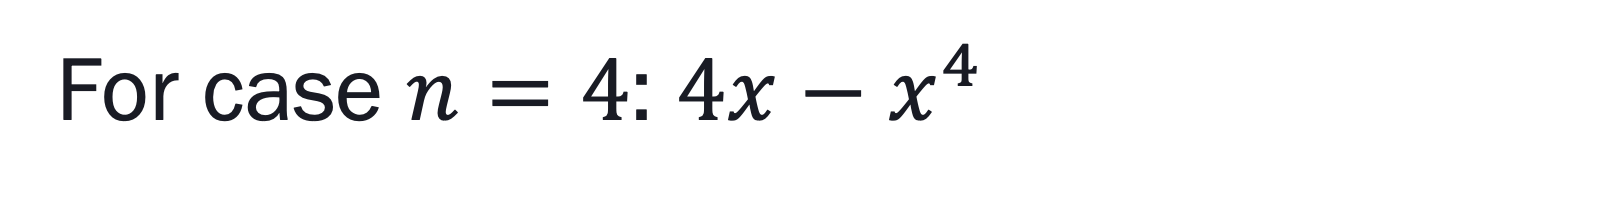 For case n = 4: 4x − x⁴